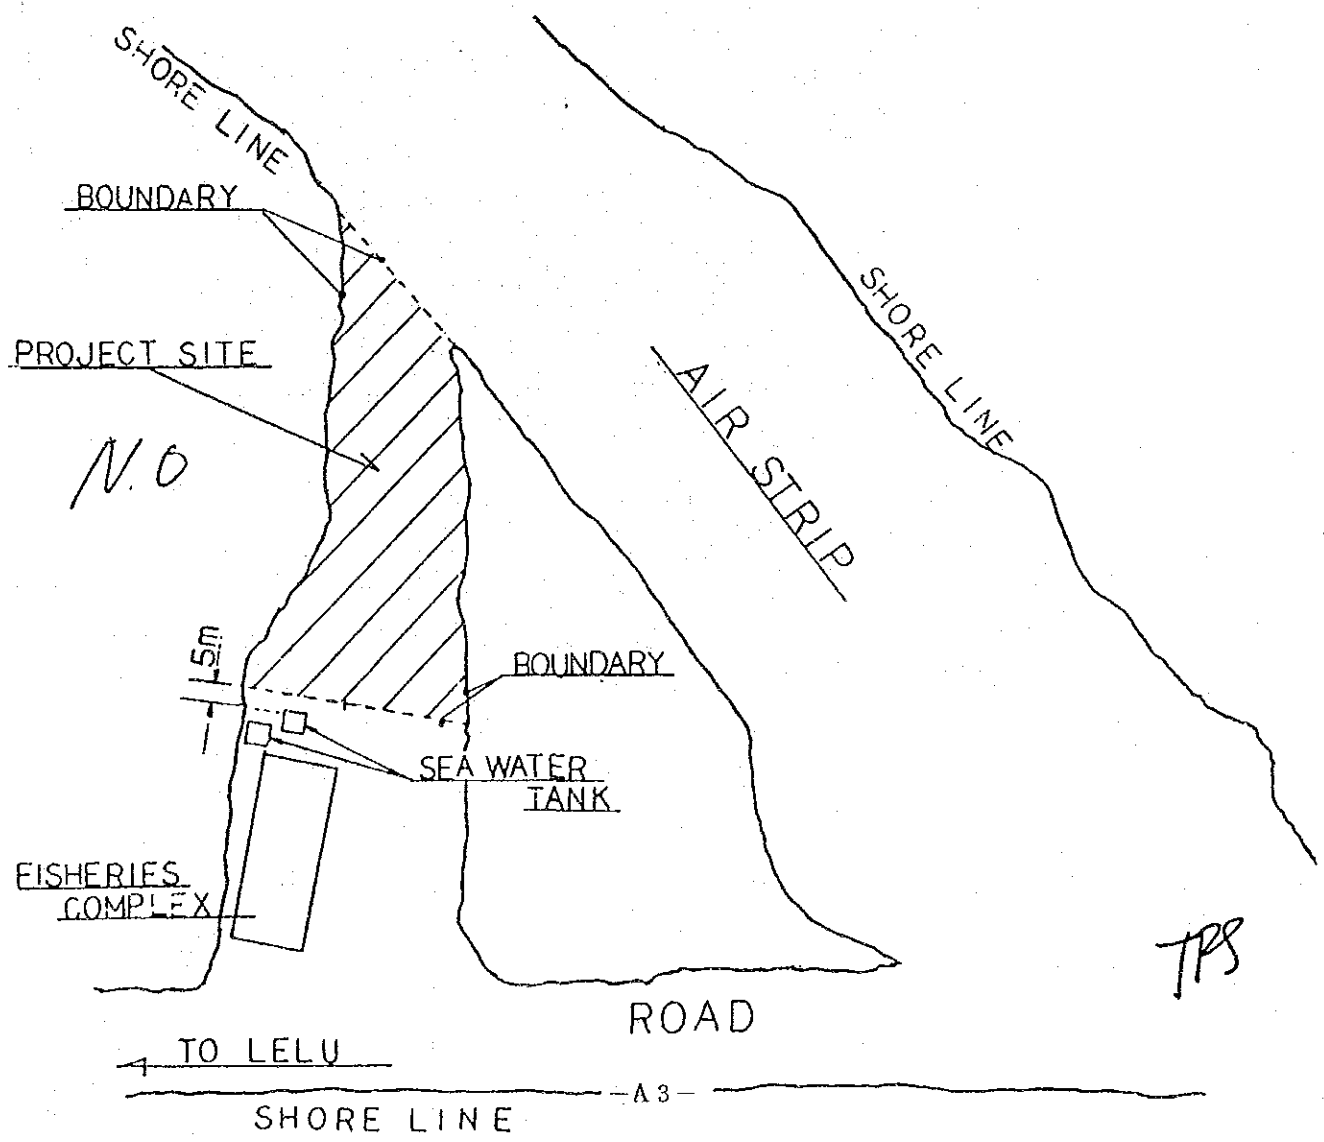 SHORE LINE
BOUNDARY
SHORE LINE
PROJECT SITE
AIR STRIP
N.O
5m
BOUNDARY
SEA WATER
TANK
FISHERIES
COMPLEX
TPS
ROAD
TO LELU
-A3-
SHORE LINE